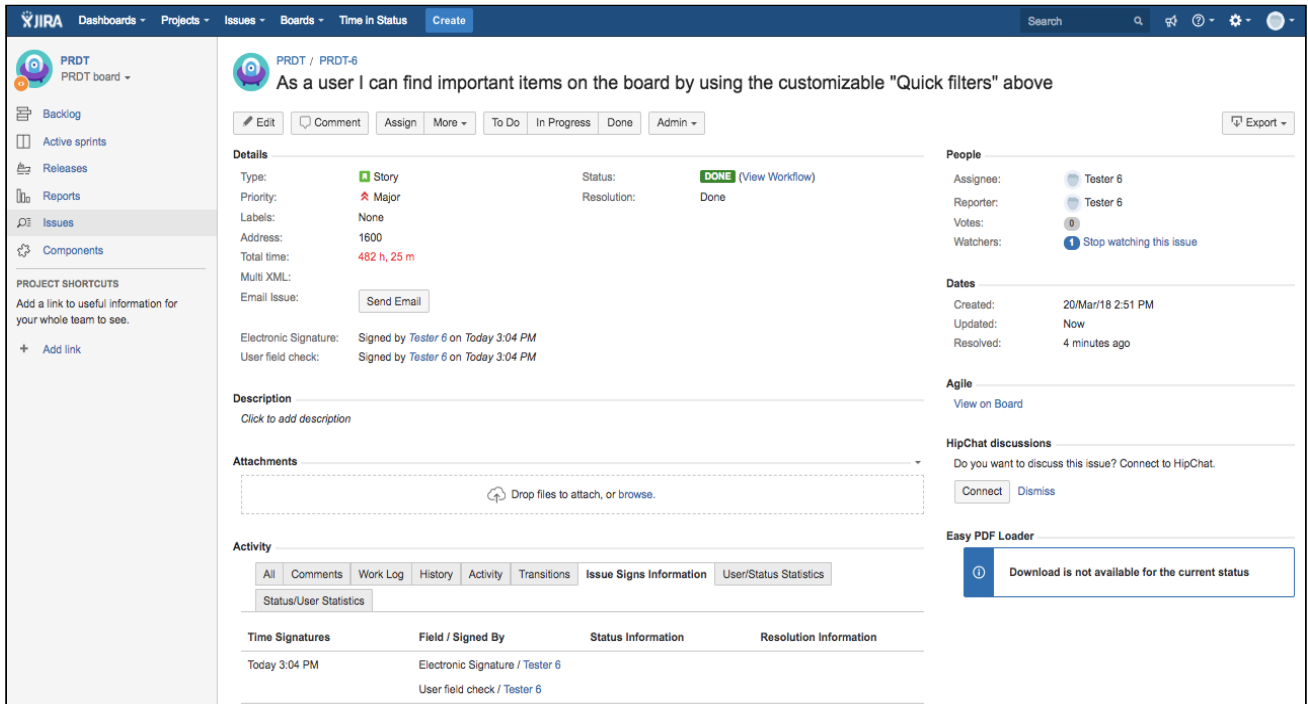 JIRA Dashboards Projects Issues Boards Time in Status Create Search
PRDT
PRDT board
Backlog
Active sprints
Releases
Reports
Issues
Components
PROJECT SHORTCUTS
Add a link to useful information for
your whole team to see.
+ Add link
PRDT / PRDT-6
As a user I can find important items on the board by using the customizable "Quick filters" above
Edit Comment Assign More To Do In Progress Done Admin Export
Details
Type: Story Status: DONE (View Workflow)
Priority: Major Resolution: Done
Labels: None
Address: 1600
Total time: 482 h, 25 m
Multi XML:
Email Issue: Send Email
Electronic Signature: Signed by Tester 6 on Today 3:04 PM
User field check: Signed by Tester 6 on Today 3:04 PM
Description
Click to add description
Attachments
Drop files to attach, or browse.
Activity
All Comments Work Log History Activity Transitions Issue Signs Information User/Status Statistics
Status/User Statistics
Time Signatures Field / Signed By Status Information Resolution Information
Today 3:04 PM Electronic Signature / Tester 6
User field check / Tester 6
People
Assignee: Tester 6
Reporter: Tester 6
Votes: 0
Watchers: 1 Stop watching this issue
Dates
Created: 20/Mar/18 2:51 PM
Updated: Now
Resolved: 4 minutes ago
Agile
View on Board
HipChat discussions
Do you want to discuss this issue? Connect to HipChat.
Connect Dismiss
Easy PDF Loader
Download is not available for the current status